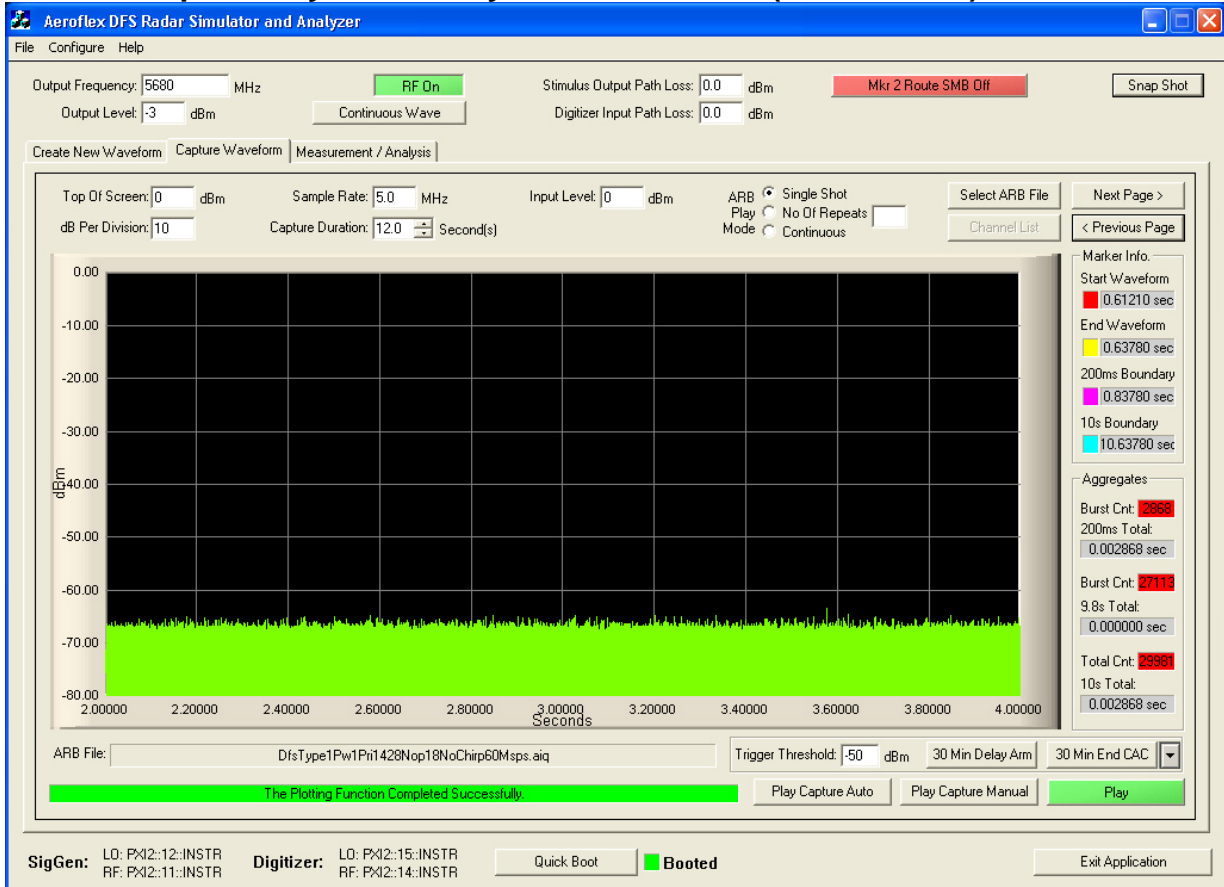 Aeroflex DFS Radar Simulator and Analyzer
File Configure Help
Output Frequency: 5680 MHz
RF On
Stimulus Output Path Loss: 0.0 dBm
Mkr 2 Route SMB Off
Snap Shot
Output Level: -3 dBm
Continuous Wave
Digitizer Input Path Loss: 0.0 dBm
Create New Waveform
Capture Waveform
Measurement / Analysis
Top Of Screen: 0 dBm
Sample Rate: 5.0 MHz
Input Level: 0 dBm
ARB Play Mode
Single Shot
No Of Repeats
Continuous
Select ARB File
Next Page >
dB Per Division: 10
Capture Duration: 12.0 Second(s)
Channel List
< Previous Page
0.00
-10.00
-20.00
-30.00
-40.00
-50.00
-60.00
-70.00
-80.00
dBm
2.00000 2.20000 2.40000 2.60000 2.80000 3.00000 3.20000 3.40000 3.60000 3.80000 4.00000
Seconds
Marker Info.
Start Waveform
0.61210 sec
End Waveform
0.63780 sec
200ms Boundary
0.83780 sec
10s Boundary
10.63780 sec
Aggregates
Burst Cnt: 2868
200ms Total:
0.002868 sec
Burst Cnt: 27113
9.8s Total:
0.000000 sec
Total Cnt: 29981
10s Total:
0.002868 sec
ARB File: DfsType1Pw1Pri1428Nop18NoChirp60Msps.aiq
Trigger Threshold: -50 dBm
30 Min Delay Arm
30 Min End CAC
The Plotting Function Completed Successfully.
Play Capture Auto
Play Capture Manual
Play
SigGen: LO: PXI2::12::INSTR
RF: PXI2::11::INSTR
Digitizer: LO: PXI2::15::INSTR
RF: PXI2::14::INSTR
Quick Boot
Booted
Exit Application